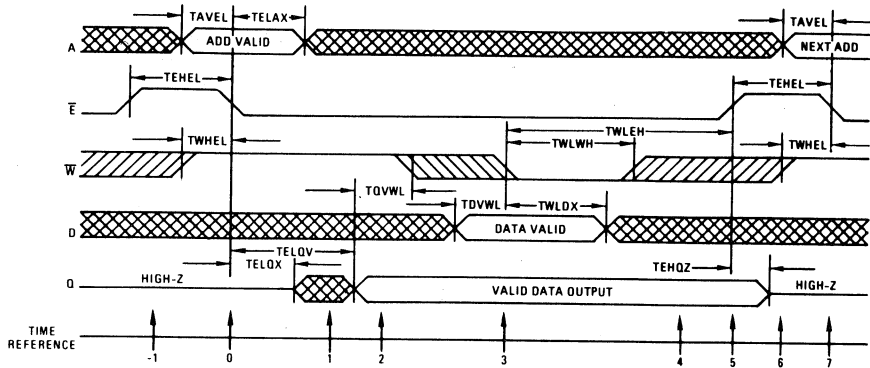 TAVEL TELAX TAVEL
A ADD VALID NEXT ADD
TEHEL TEHEL
E
TWLEH
TWHEL TWLWH TWHEL
W
TQVWL TDVWL TWLDX
D DATA VALID
TELQV
TELQX TEHQZ
Q HIGH-Z VALID DATA OUTPUT HIGH-Z
TIME
REFERENCE
-1 0 1 2 3 4 5 6 7